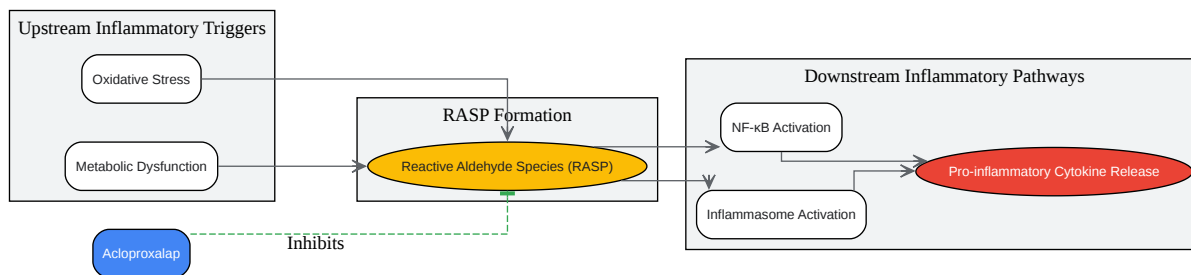 Upstream Inflammatory Triggers
Oxidative Stress
Metabolic Dysfunction
Acloproxalap
Inhibits
RASP Formation
Reactive Aldehyde Species (RASP)
Downstream Inflammatory Pathways
NF-κB Activation
Inflammasome Activation
Pro-inflammatory Cytokine Release